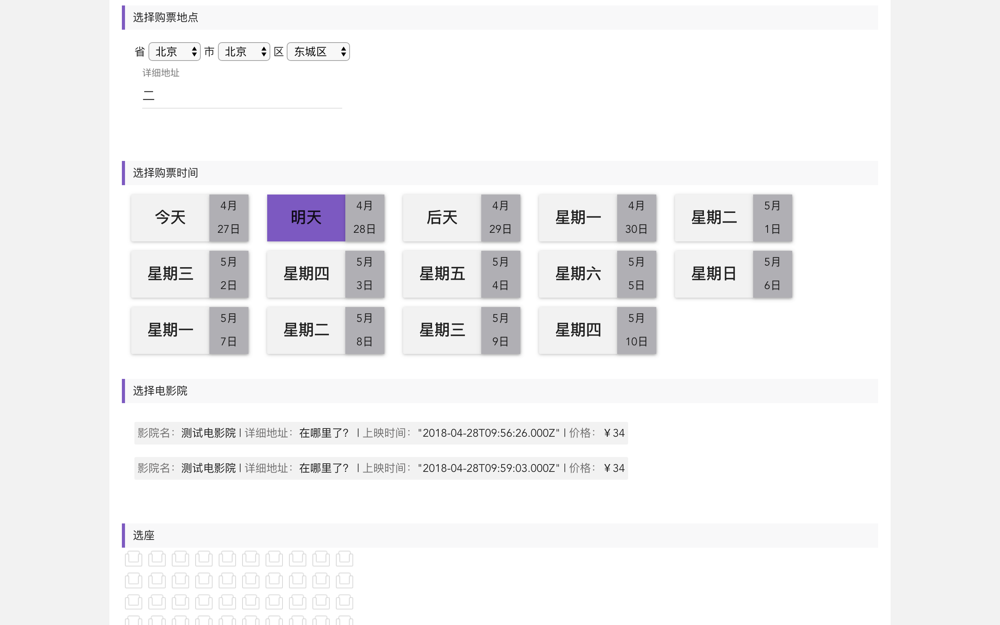 选择购票地点
省 北京 市 北京 区 东城区
详细地址
二
选择购票时间
今天 4月 27日
明天 4月 28日
后天 4月 29日
星期一 4月 30日
星期二 5月 1日
星期三 5月 2日
星期四 5月 3日
星期五 5月 4日
星期六 5月 5日
星期日 5月 6日
星期一 5月 7日
星期二 5月 8日
星期三 5月 9日
星期四 5月 10日
选择电影院
影院名： 测试电影院 | 详细地址： 在哪里了? | 上映时间： "2018-04-28T09:56:26.000Z" | 价格： ¥ 34
影院名： 测试电影院 | 详细地址： 在哪里了? | 上映时间： "2018-04-28T09:59:03.000Z" | 价格： ¥ 34
选座